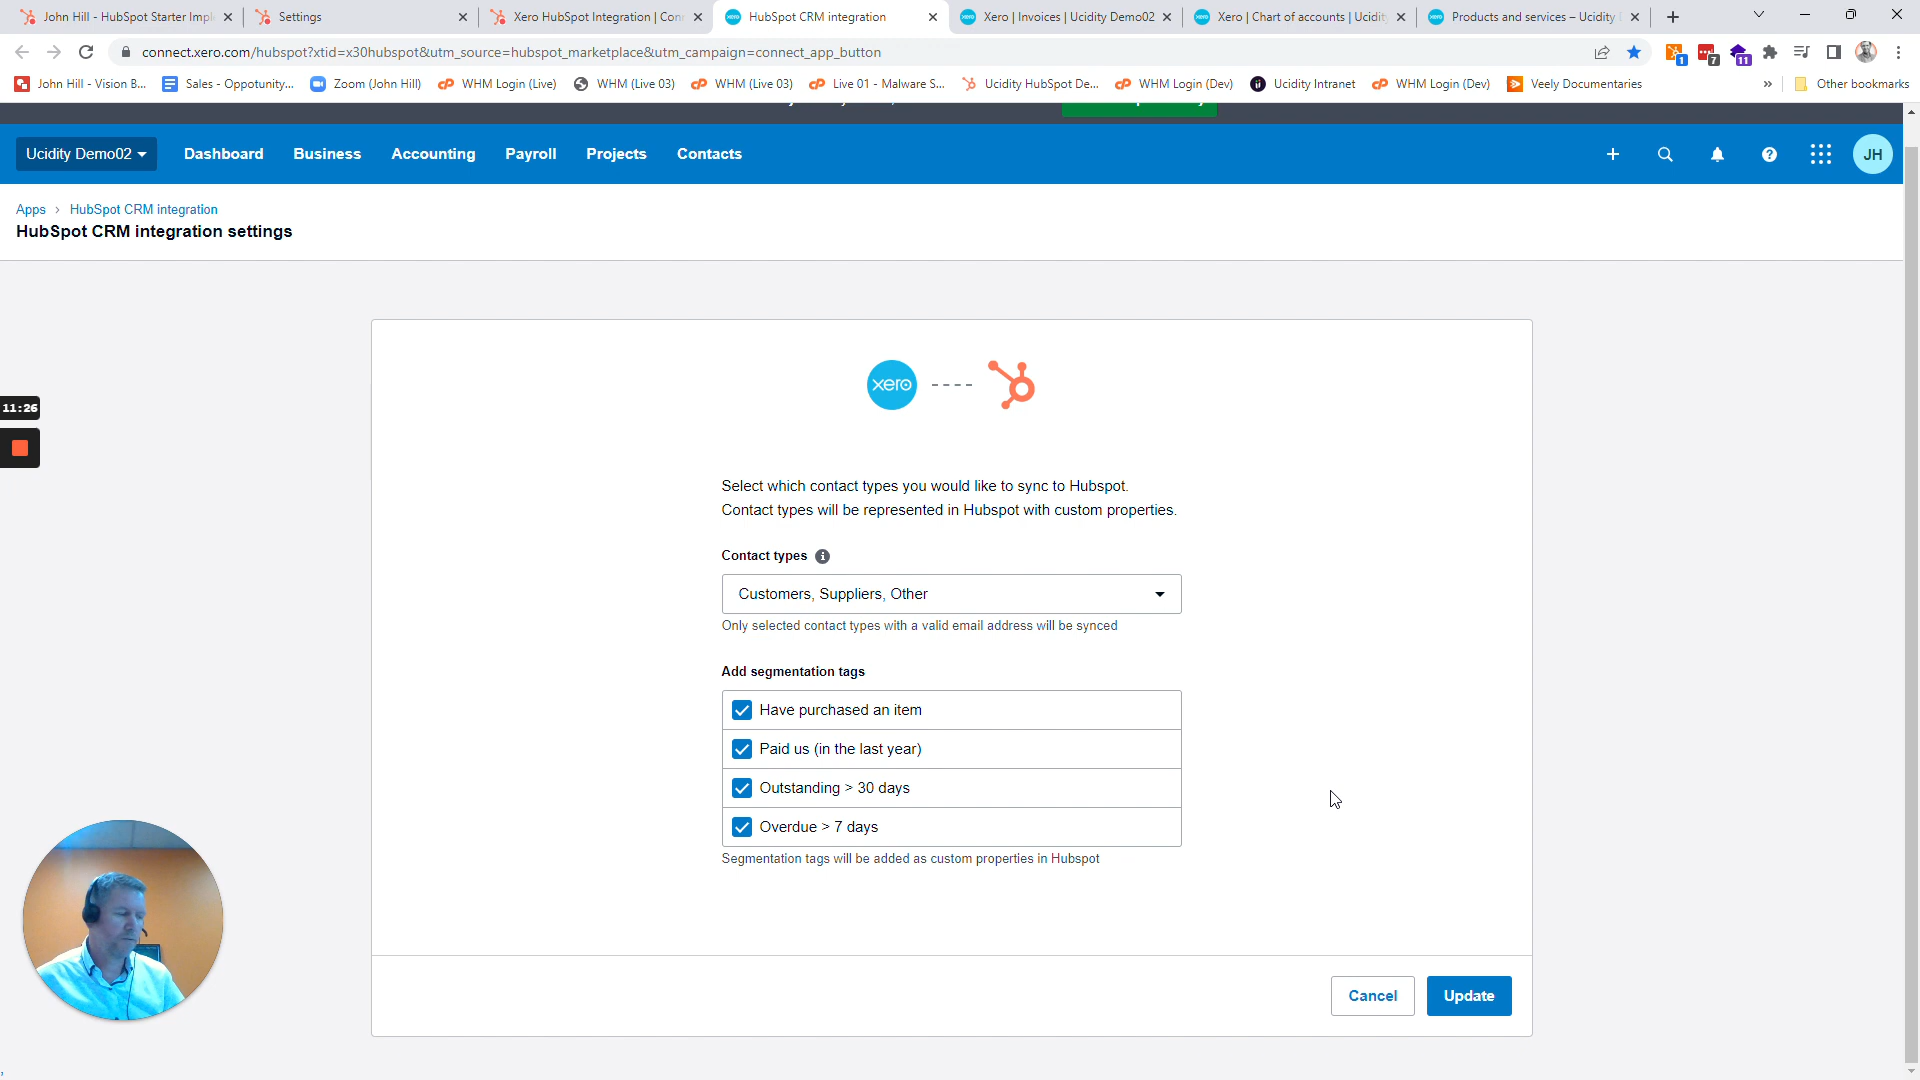 John Hill - HubSpot Starter Impl
Settings
Xero HubSpot Integration | Con
HubSpot CRM integration
Xero | Invoices | Ucidity Demo02
Xero | Chart of accounts | Ucidit
Products and services – Ucidity
connect.xero.com/hubspot?xtid=x30hubspot&utm_source=hubspot_marketplace&utm_campaign=connect_app_button
1
7
11
John Hill - Vision B...
Sales - Oppotunity...
Zoom (John Hill)
WHM Login (Live)
WHM (Live 03)
WHM (Live 03)
Live 01 - Malware S...
Ucidity HubSpot De...
WHM Login (Dev)
Ucidity Intranet
WHM Login (Dev)
Veely Documentaries
»
Other bookmarks
Ucidity Demo02
Dashboard
Business
Accounting
Payroll
Projects
Contacts
JH
Apps > HubSpot CRM integration
HubSpot CRM integration settings
11:26
xero
Select which contact types you would like to sync to Hubspot.
Contact types will be represented in Hubspot with custom properties.
Contact types
Customers, Suppliers, Other
Only selected contact types with a valid email address will be synced
Add segmentation tags
Have purchased an item
Paid us (in the last year)
Outstanding > 30 days
Overdue > 7 days
Segmentation tags will be added as custom properties in Hubspot
Cancel
Update